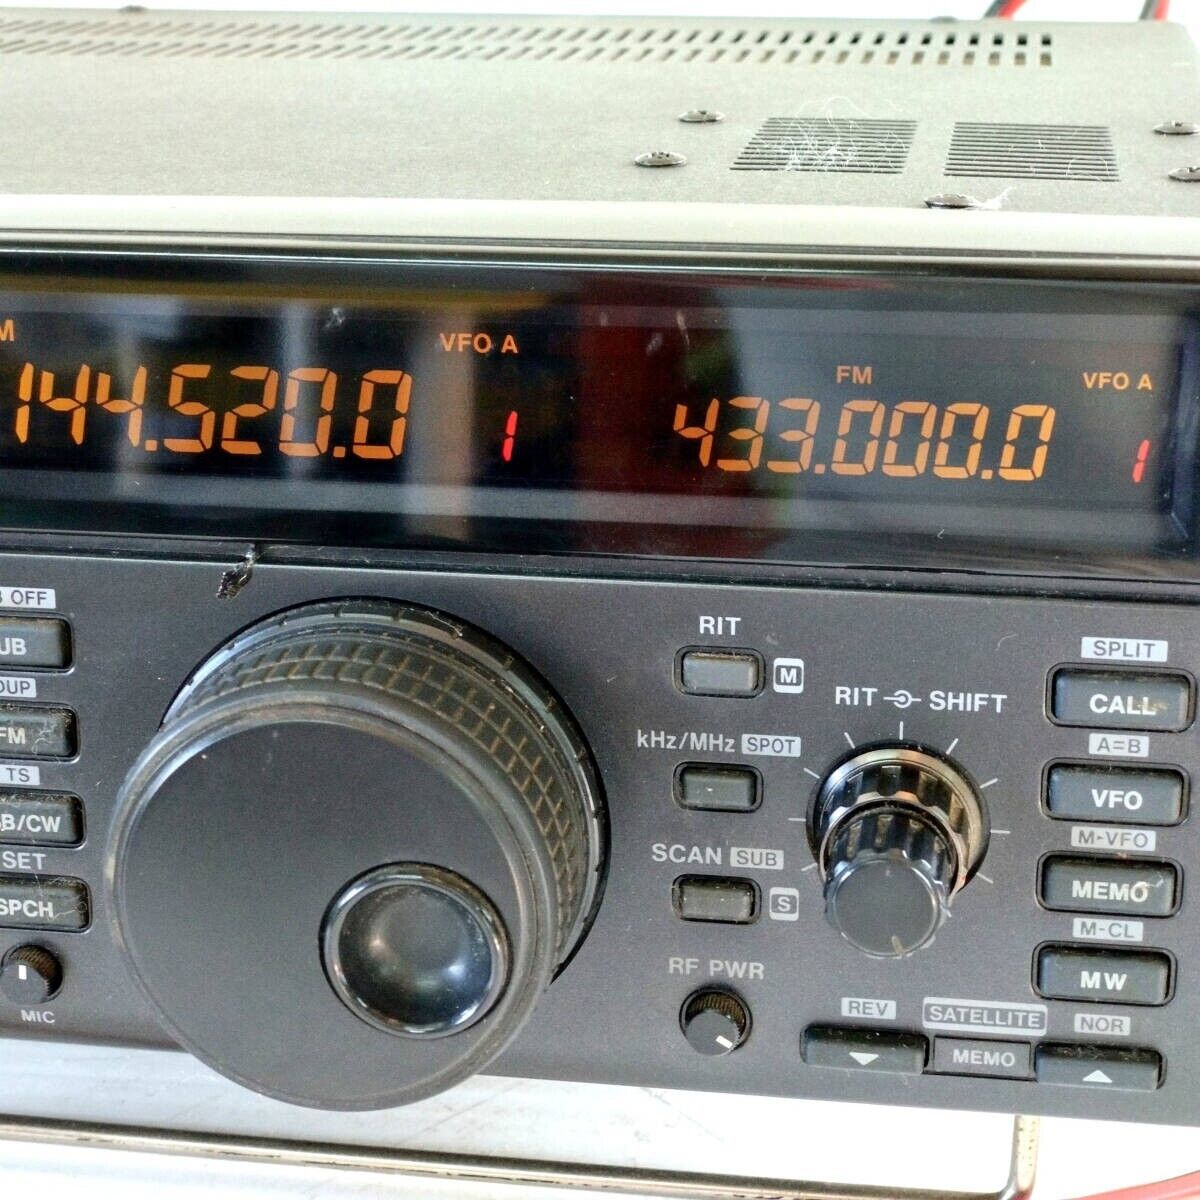 M
VFO A
FM
VFO A
144.520.0
1
433.000.0
1
B OFF
UB
OUP
FM
TS
B/CW
SET
SPCH
MIC
RIT
M
kHz/MHz SPOT
SCAN SUB
S
RF PWR
RIT SHIFT
SPLIT
CALL
A=B
VFO
M▸VFO
MEMO
M-CL
MW
REV
SATELLITE
NOR
▼
MEMO
▲